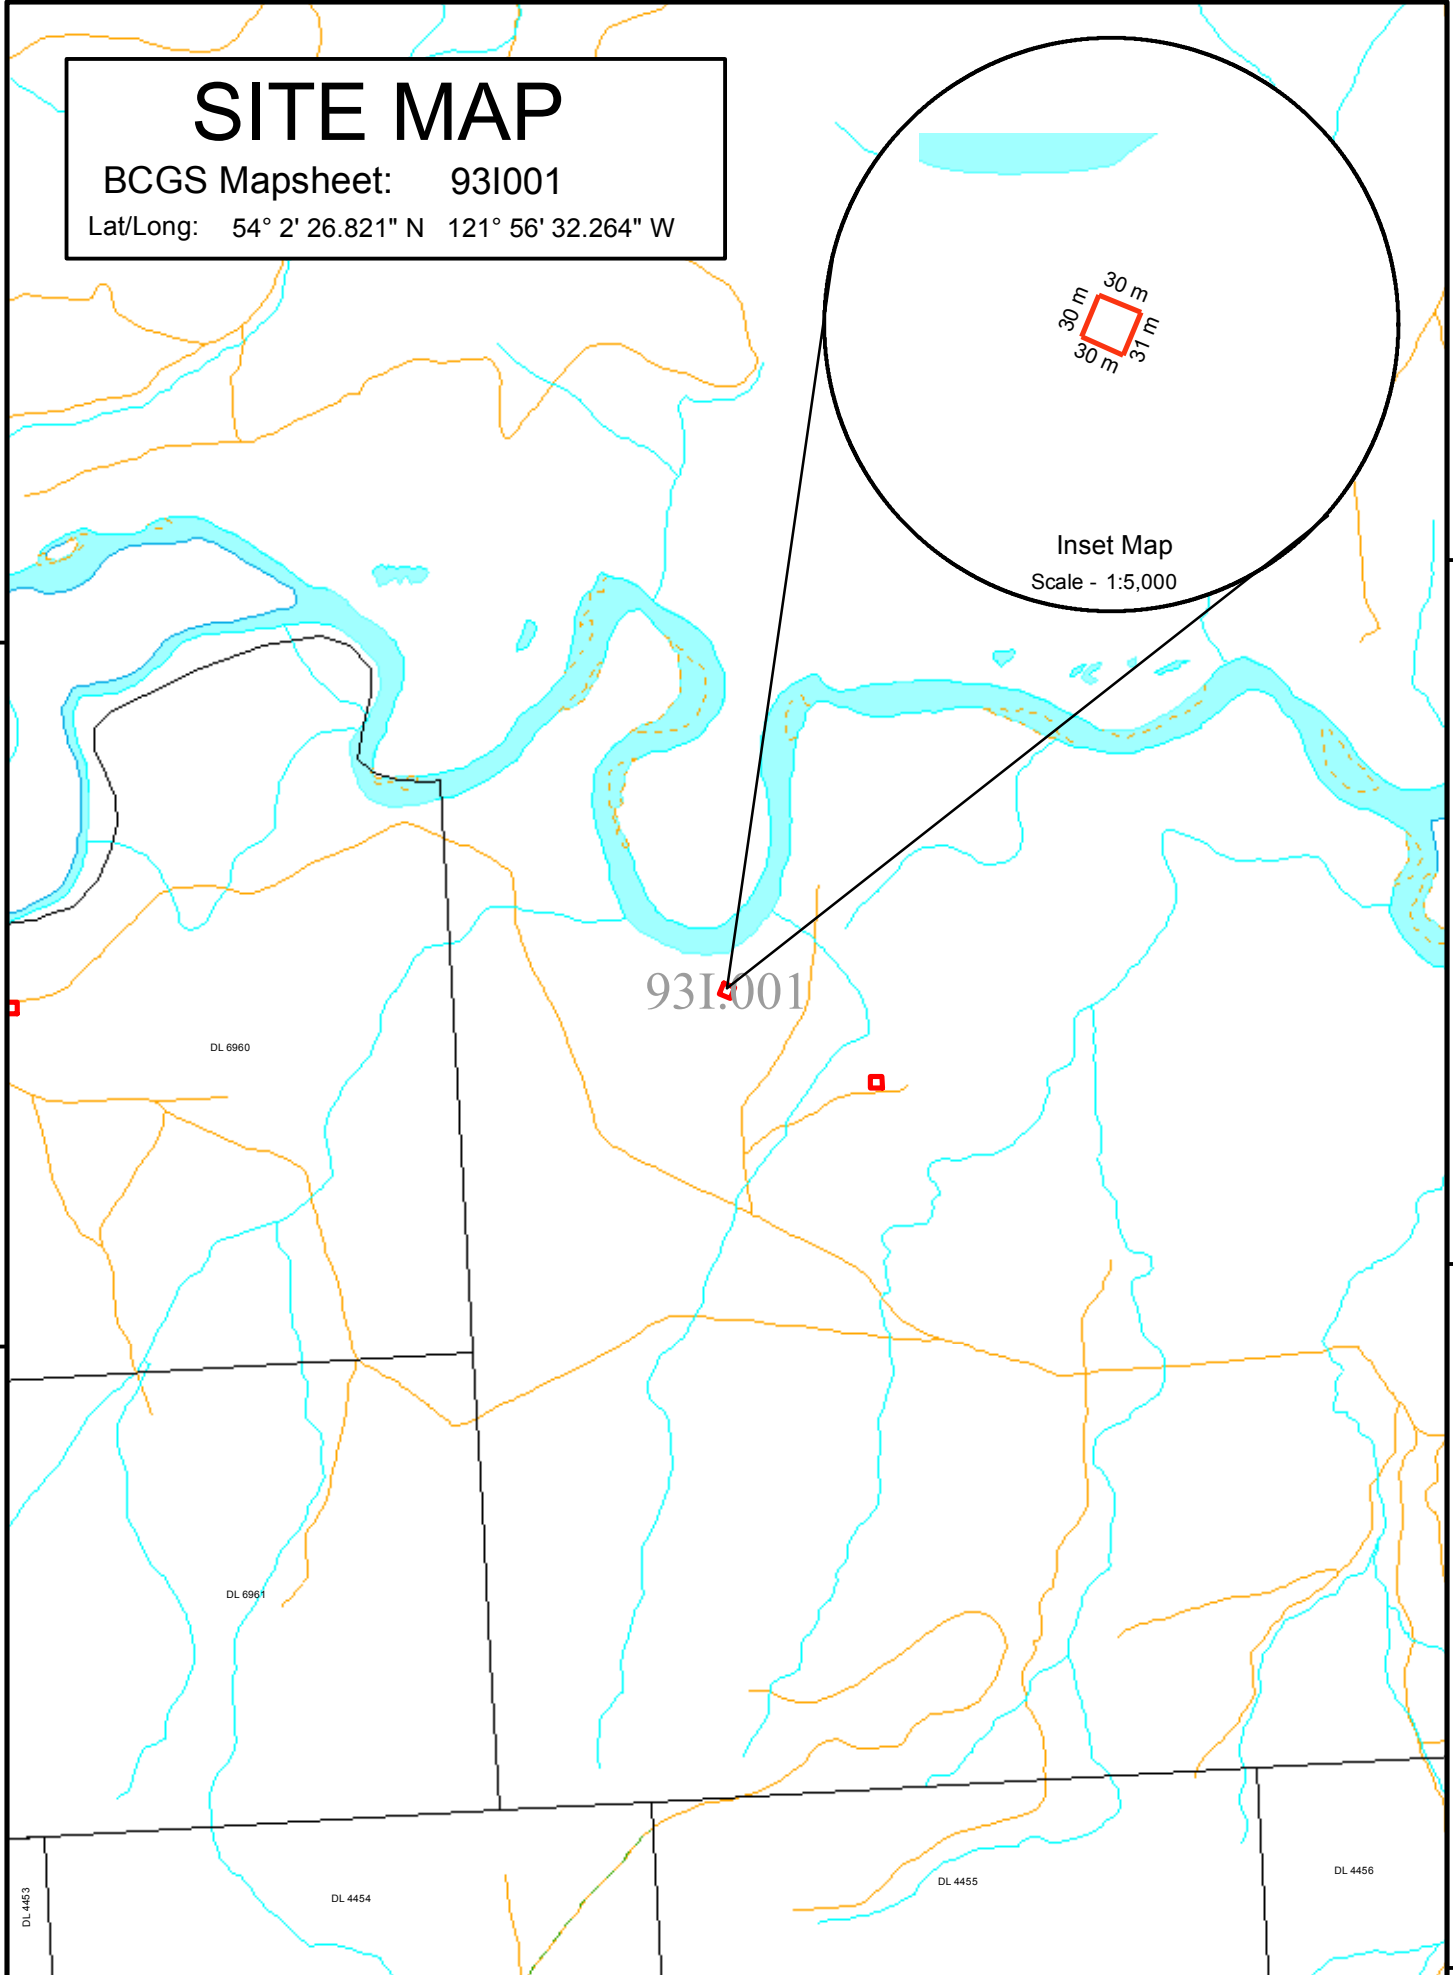 SITE MAP
BCGS Mapsheet: 93I001
Lat/Long: 54° 2' 26.821" N 121° 56' 32.264" W
30 m
30 m
31 m
30 m
Inset Map
Scale - 1:5,000
93I.001
DL 6960
DL 6961
DL 4453
DL 4454
DL 4455
DL 4456